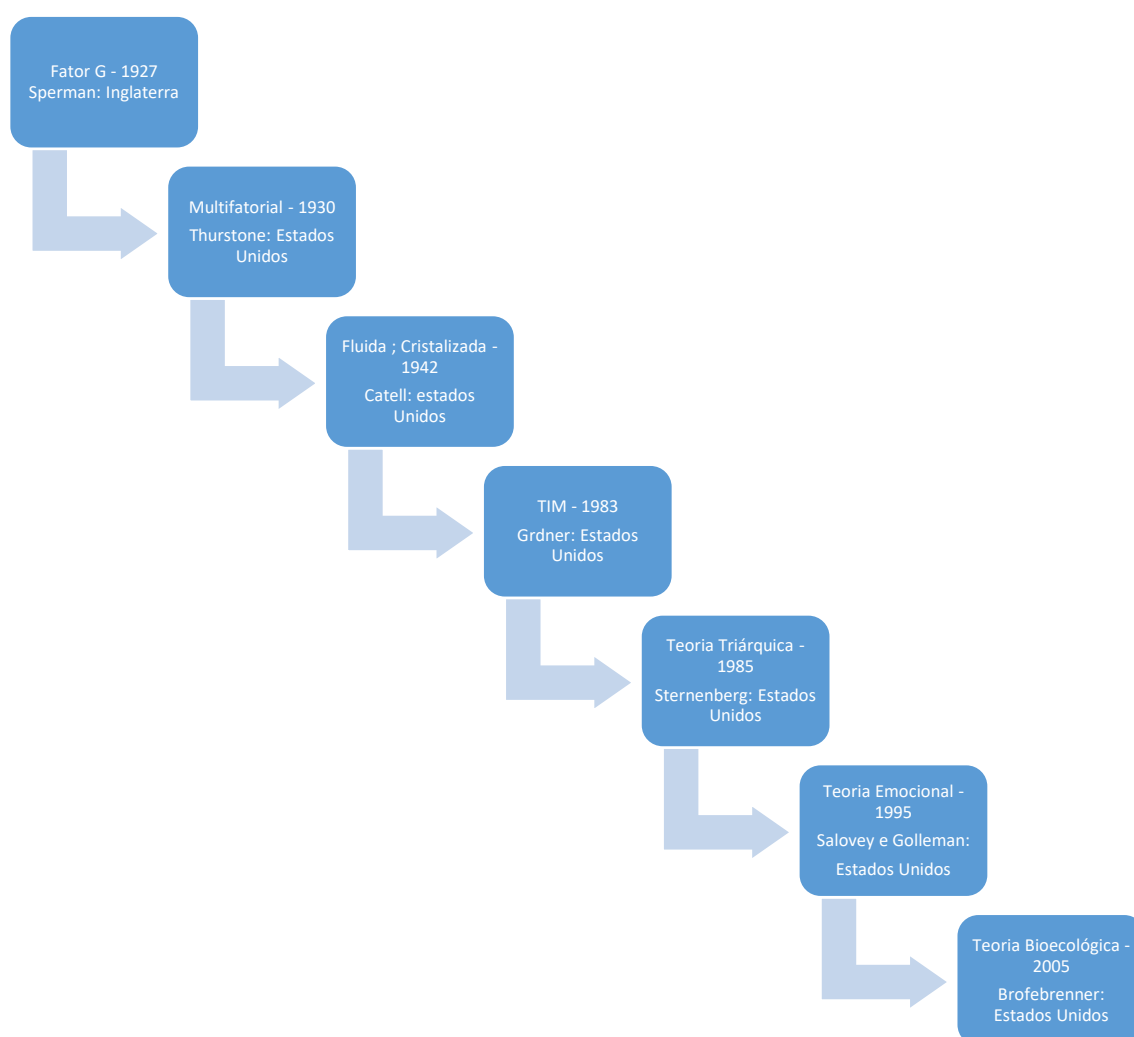 Fator G - 1927
Sperman: Inglaterra
Multifatorial - 1930
Thurstone: Estados
Unidos
Fluida ; Cristalizada -
1942
Catell: estados
Unidos
TIM - 1983
Grdner: Estados
Unidos
Teoria Triárquica -
1985
Sternenberg: Estados
Unidos
Teoria Emocional -
1995
Salovey e Golleman:
Estados Unidos
Teoria Bioecológica -
2005
Brofebrenner:
Estados Unidos